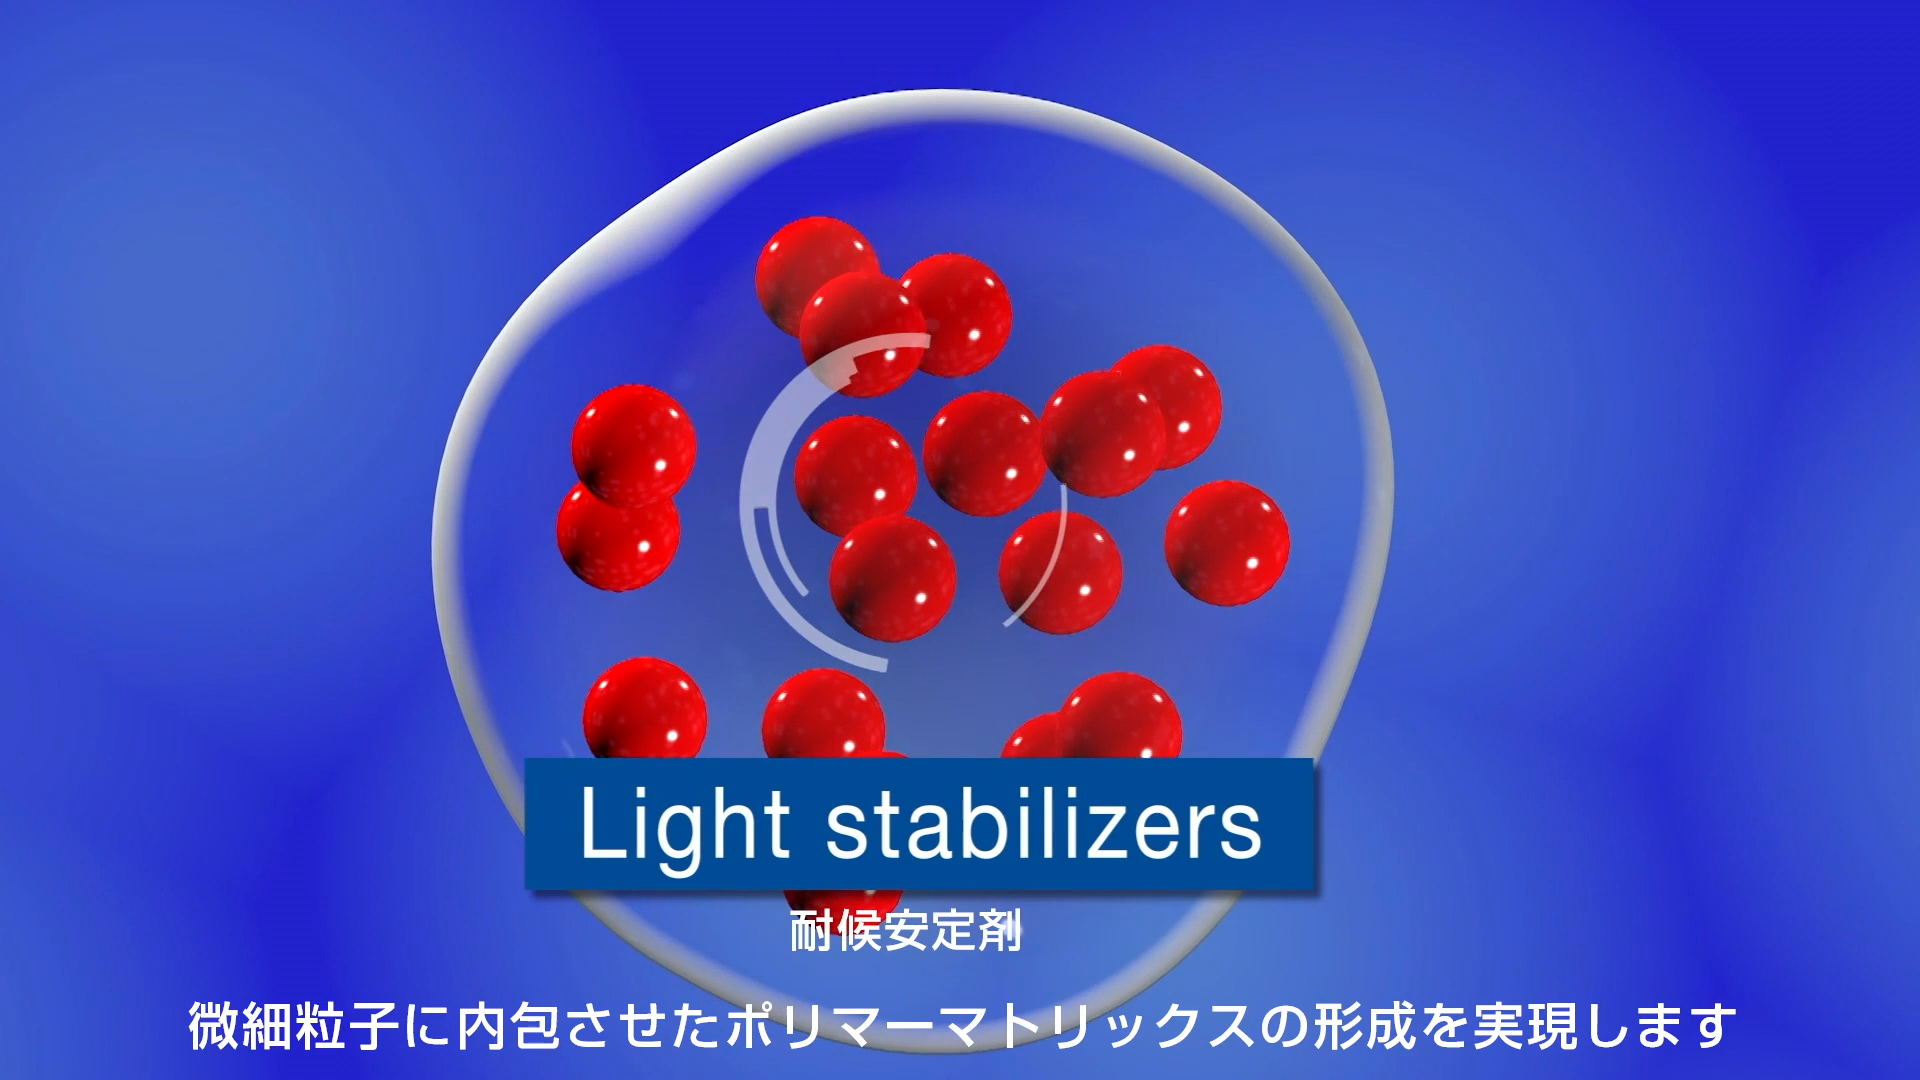 Light stabilizers
耐候安定剤
微細粒子に内包させたポリマーマトリックスの形成を実現します